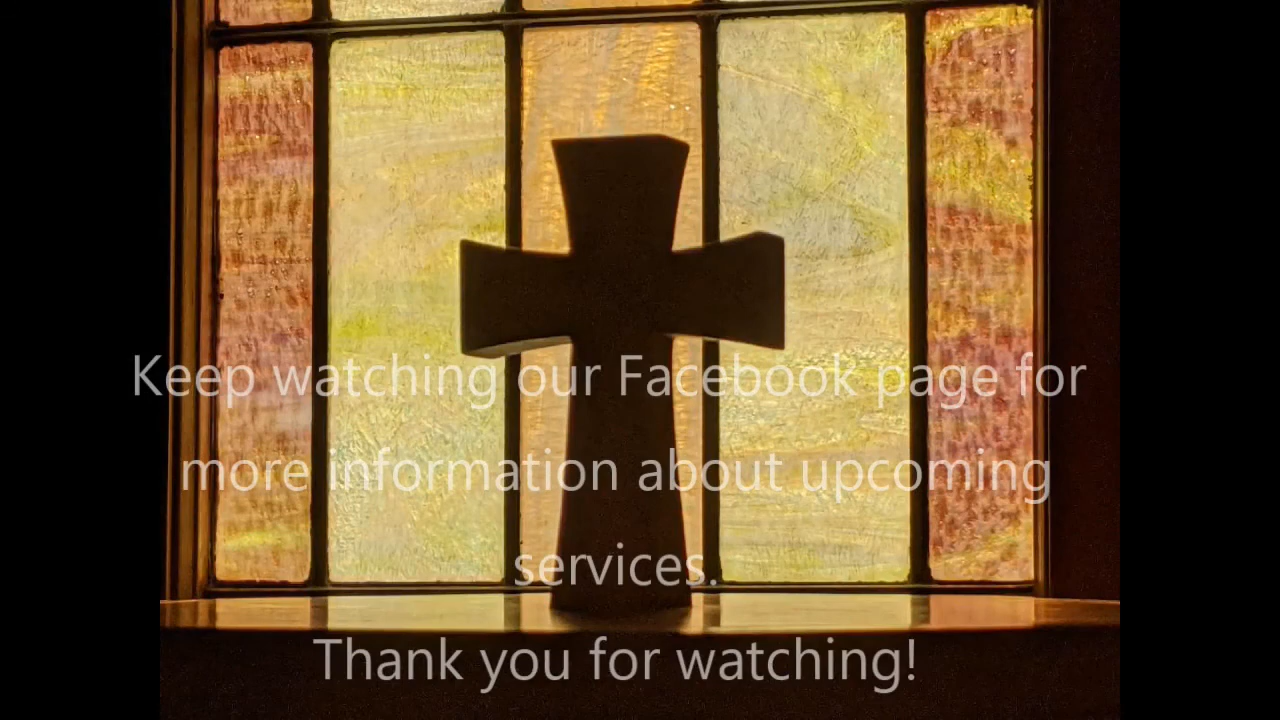 Keep watching our Facebook page for
more information about upcoming
services.
Thank you for watching!